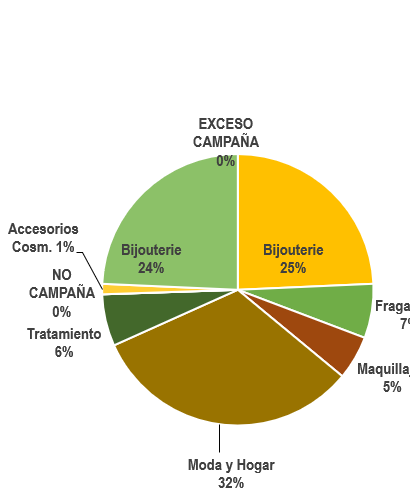 EXCESO
CAMPAÑA
0%
Bijouterie
25%
Bijouterie
24%
Accesorios
Cosm. 1%
NO
CAMPAÑA
0%
Tratamiento
6%
Moda y Hogar
32%
5%